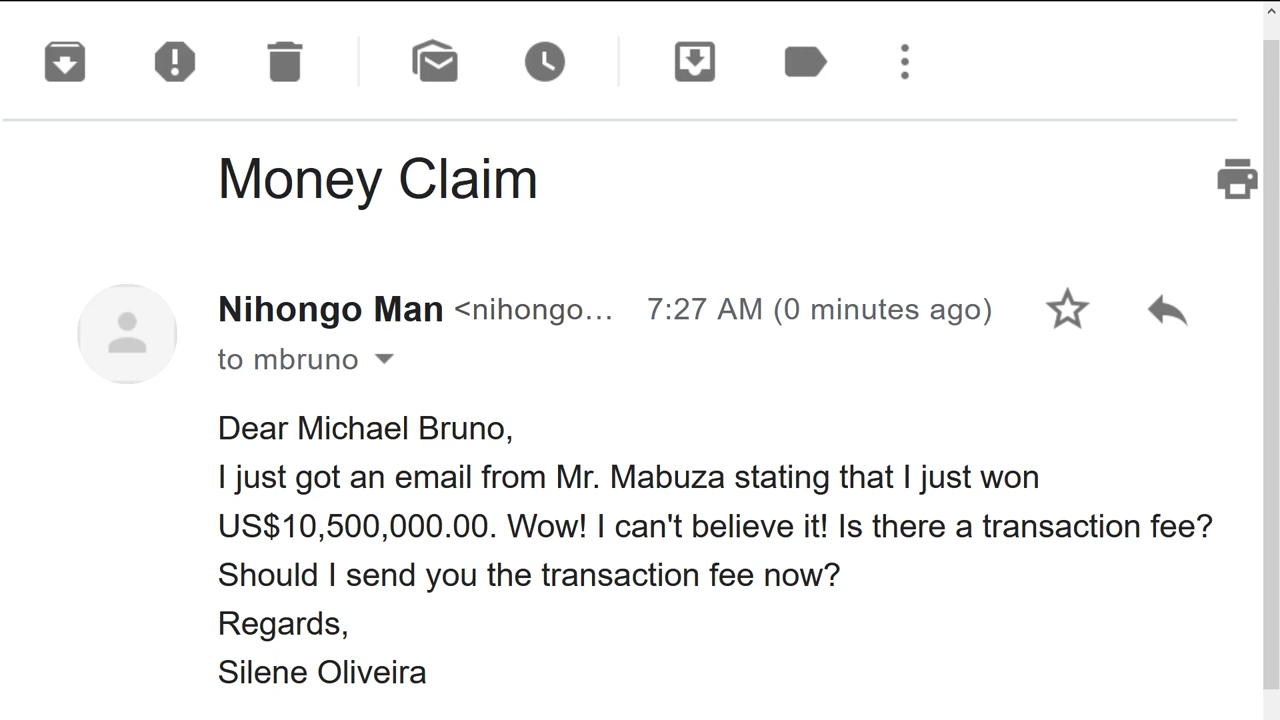 Money Claim
Nihongo Man <nihongo... 7:27 AM (0 minutes ago)
to mbruno
Dear Michael Bruno,
I just got an email from Mr. Mabuza stating that I just won
US$10,500,000.00. Wow! I can't believe it! Is there a transaction fee?
Should I send you the transaction fee now?
Regards,
Silene Oliveira